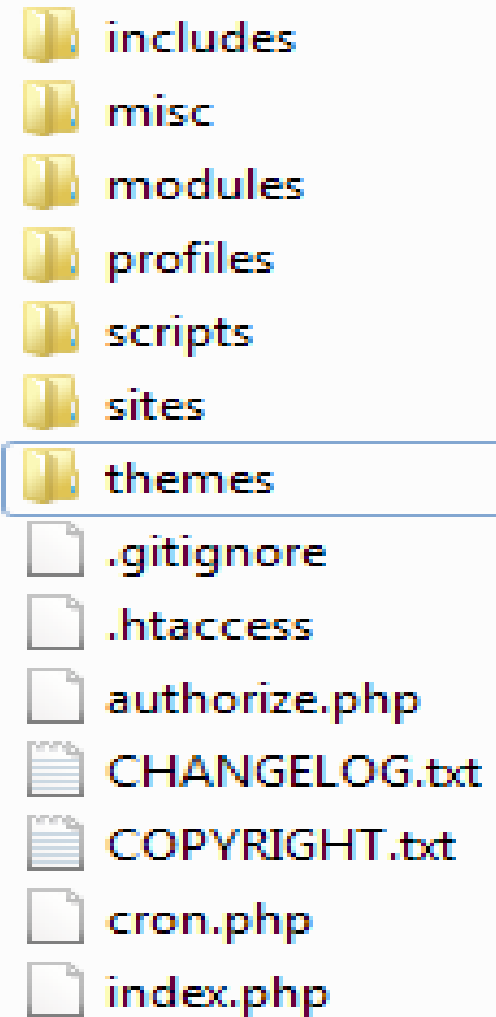 includes
misc
modules
profiles
scripts
sites
themes
.gitignore
.htaccess
authorize.php
CHANGELOG.txt
COPYRIGHT.txt
cron.php
index.php